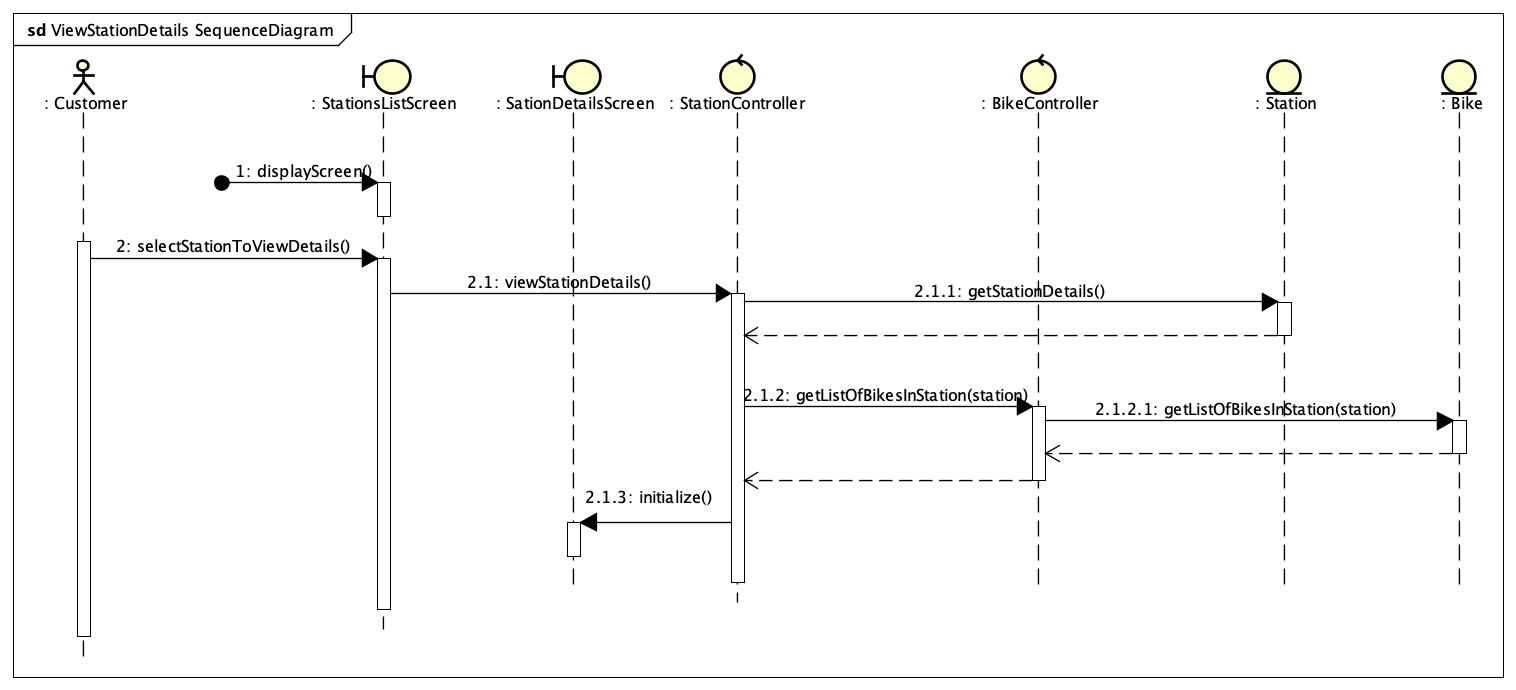 sd ViewStationDetails SequenceDiagram
: Customer
: StationsListScreen
: SationDetailsScreen
: StationController
: BikeController
: Station
: Bike
1: displayScreen()
2: selectStationToViewDetails()
2.1: viewStationDetails()
2.1.1: getStationDetails()
2.1.2: getListOfBikesInStation(station)
2.1.2.1: getListOfBikesInStation(station)
2.1.3: initialize()